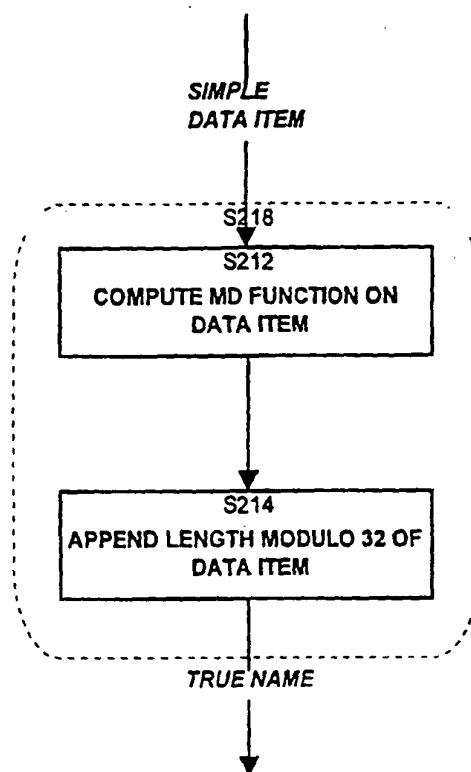 SIMPLE
DATA ITEM
S218
S212
COMPUTE MD FUNCTION ON
DATA ITEM
S214
APPEND LENGTH MODULO 32 OF
DATA ITEM
TRUE NAME